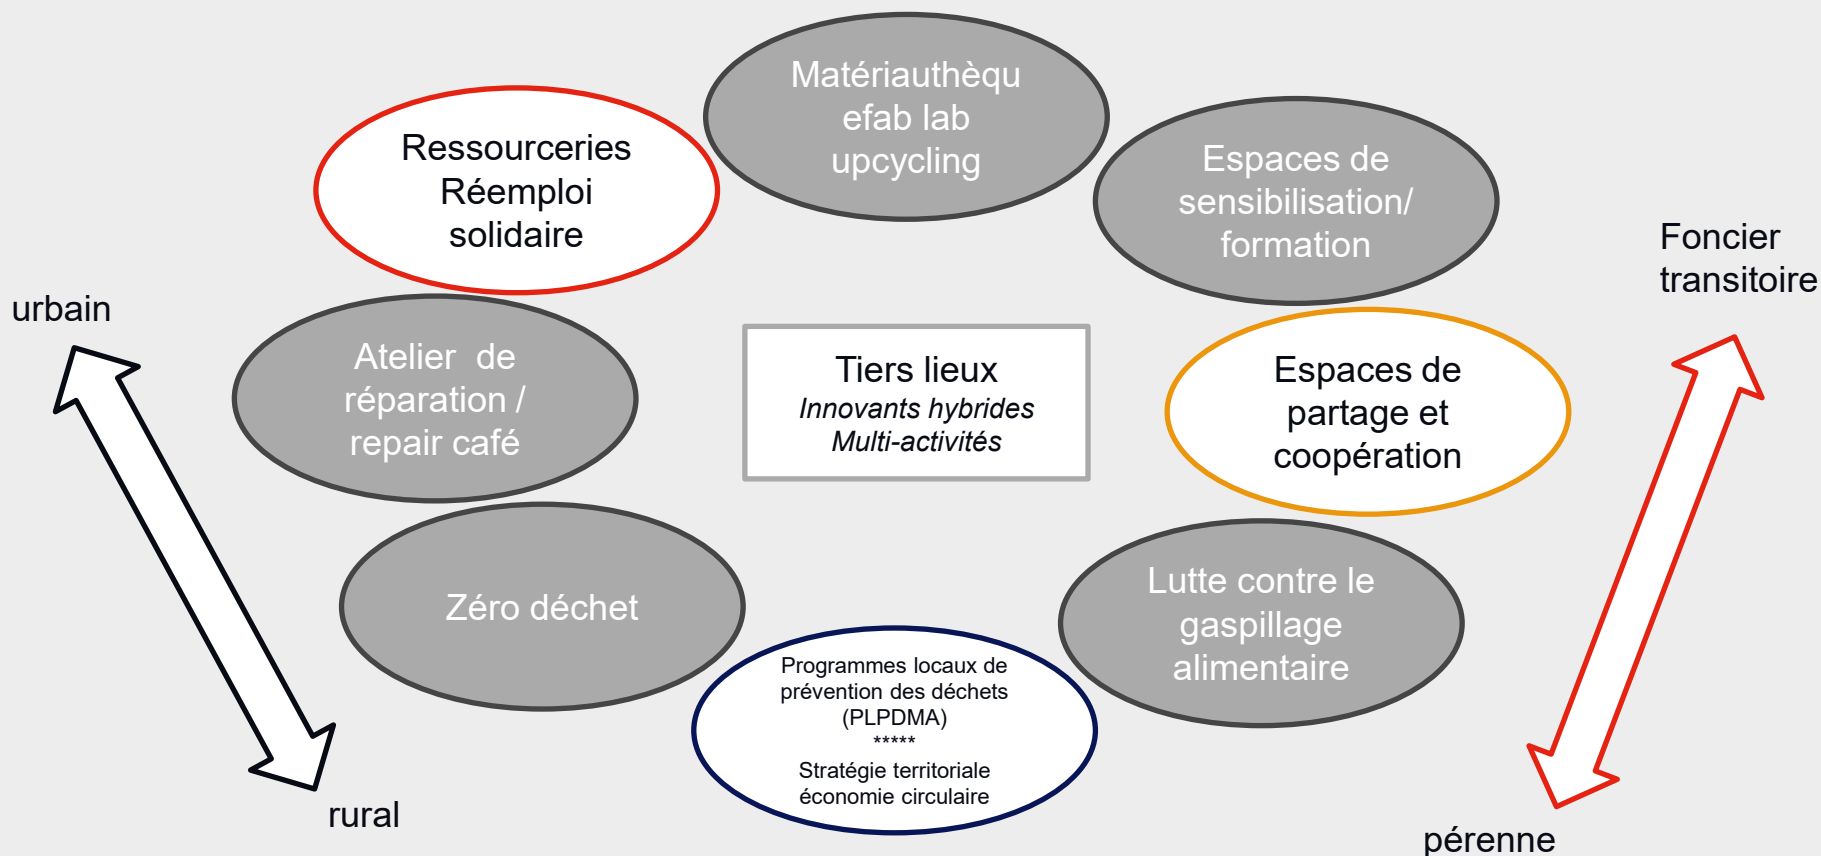 Matériauthèqu
efab lab
upcycling
Ressourceries
Réemploi
solidaire
Espaces de
sensibilisation/
formation
Foncier
transitoire
urbain
Atelier  de
réparation /
repair café
Tiers lieux
Innovants hybrides
Multi-activités
Espaces de
partage et
coopération
Zéro déchet
Lutte contre le
gaspillage
alimentaire
Programmes locaux de
prévention des déchets
(PLPDMA)
*****
Stratégie territoriale
économie circulaire
rural
pérenne